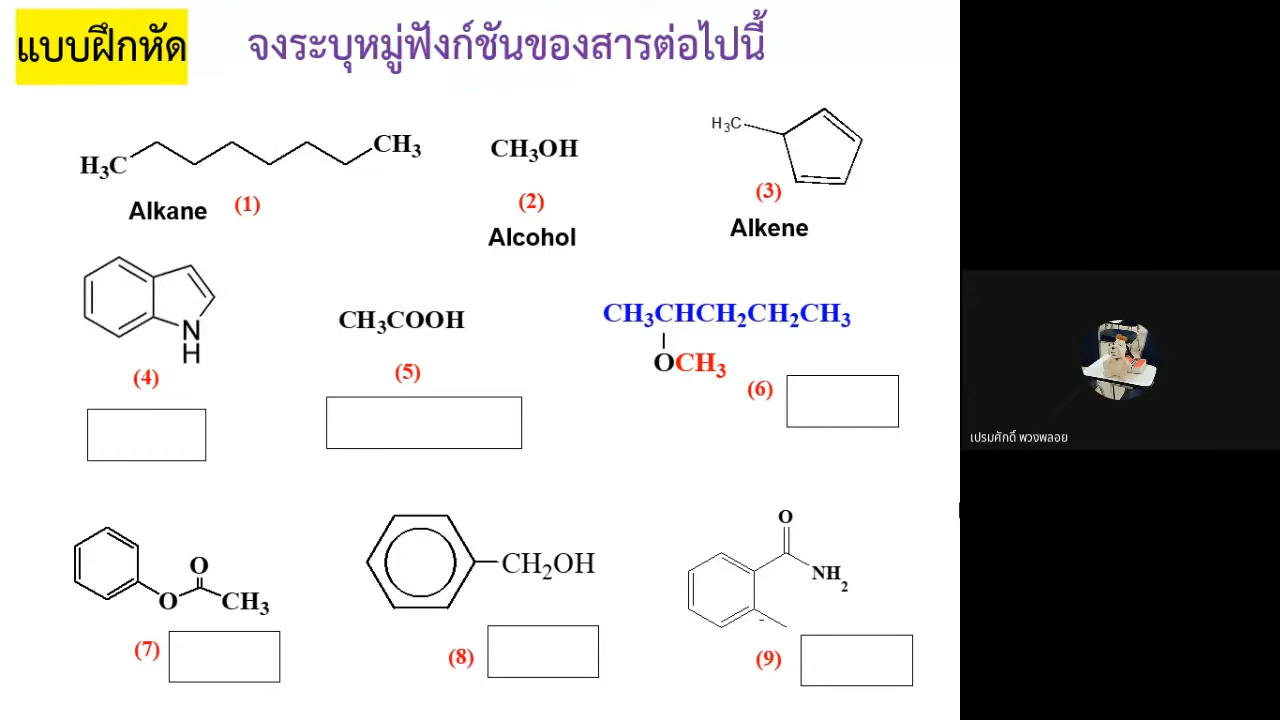 แบบฝึกหัด จงระบุหมู่ฟังก์ชันของสารต่อไปนี้
H3C CH3
(1)
Alkane
CH3OH
(2)
Alcohol
H3C
(3)
Alkene
N
H
(4)
CH3COOH
(5)
CH3CHCH2CH2CH3
OCH3
(6)
เปรมศักดิ์ พวงพลอย
O
O CH3
(7)
CH2OH
(8)
O
NH2
(9)